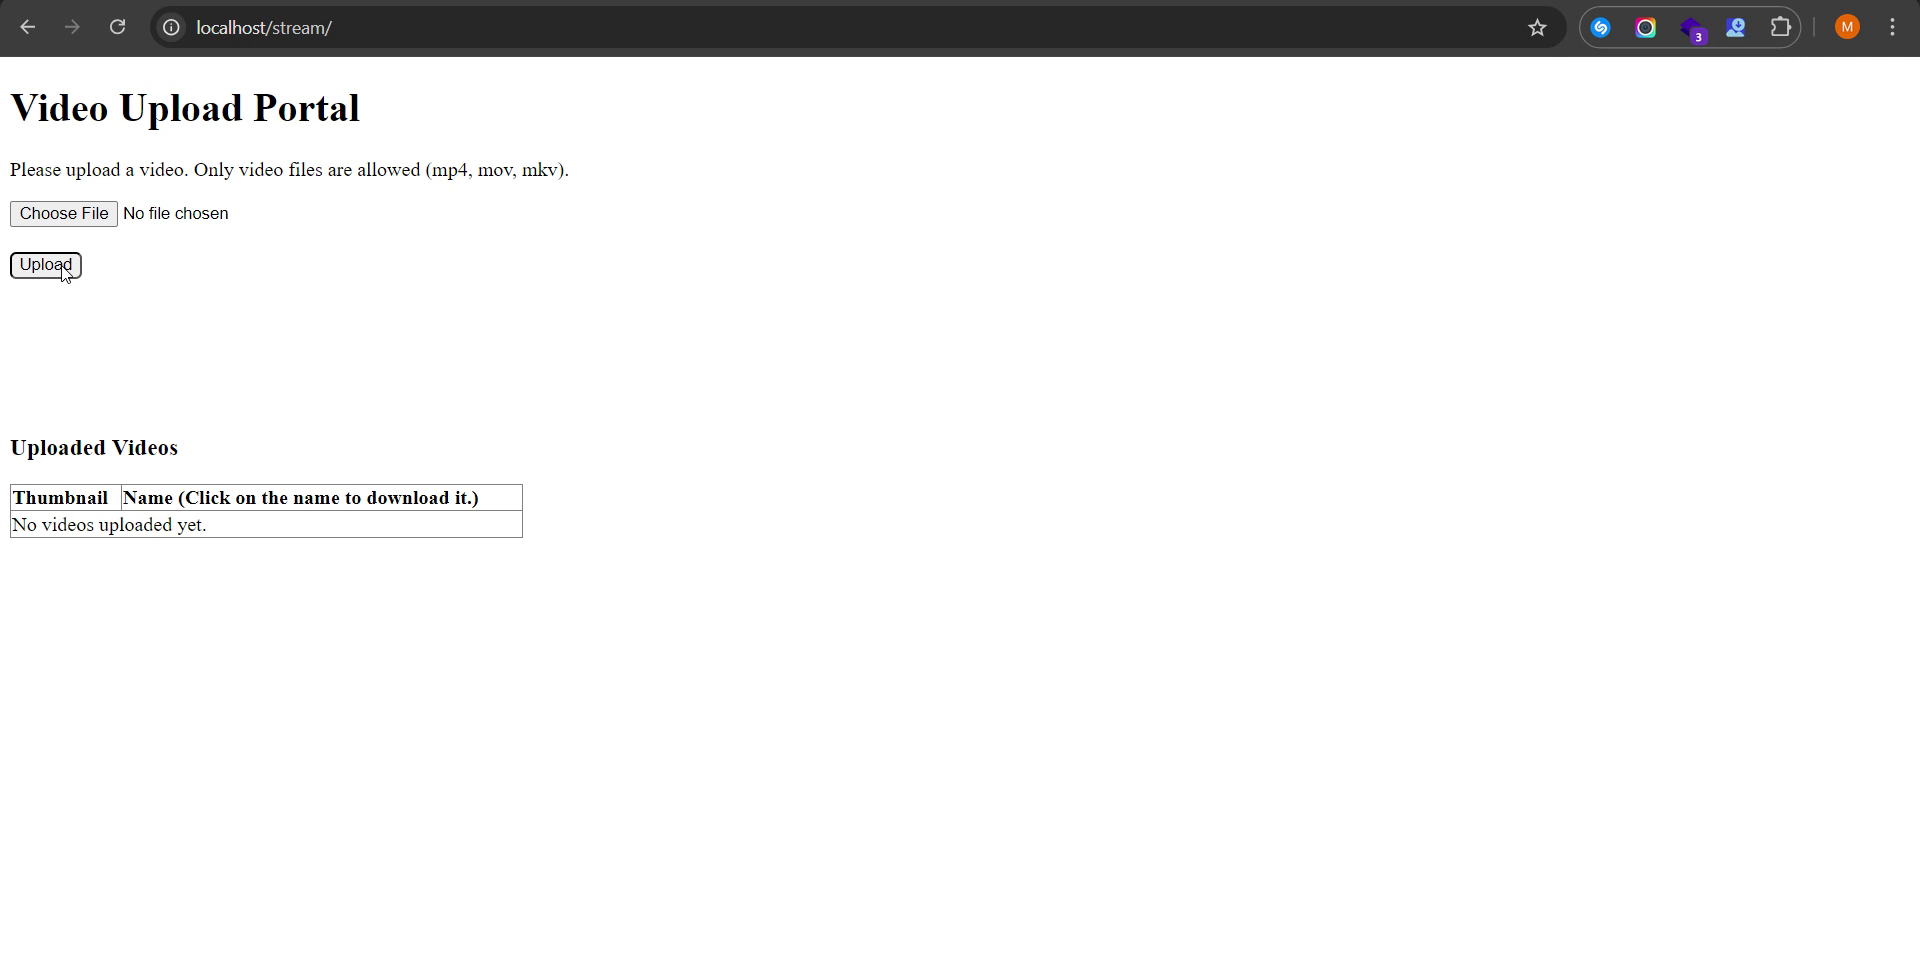 localhost/stream/
3
M
Video Upload Portal
Please upload a video. Only video files are allowed (mp4, mov, mkv).
Choose File No file chosen
Upload
Uploaded Videos
Thumbnail Name (Click on the name to download it.)
No videos uploaded yet.